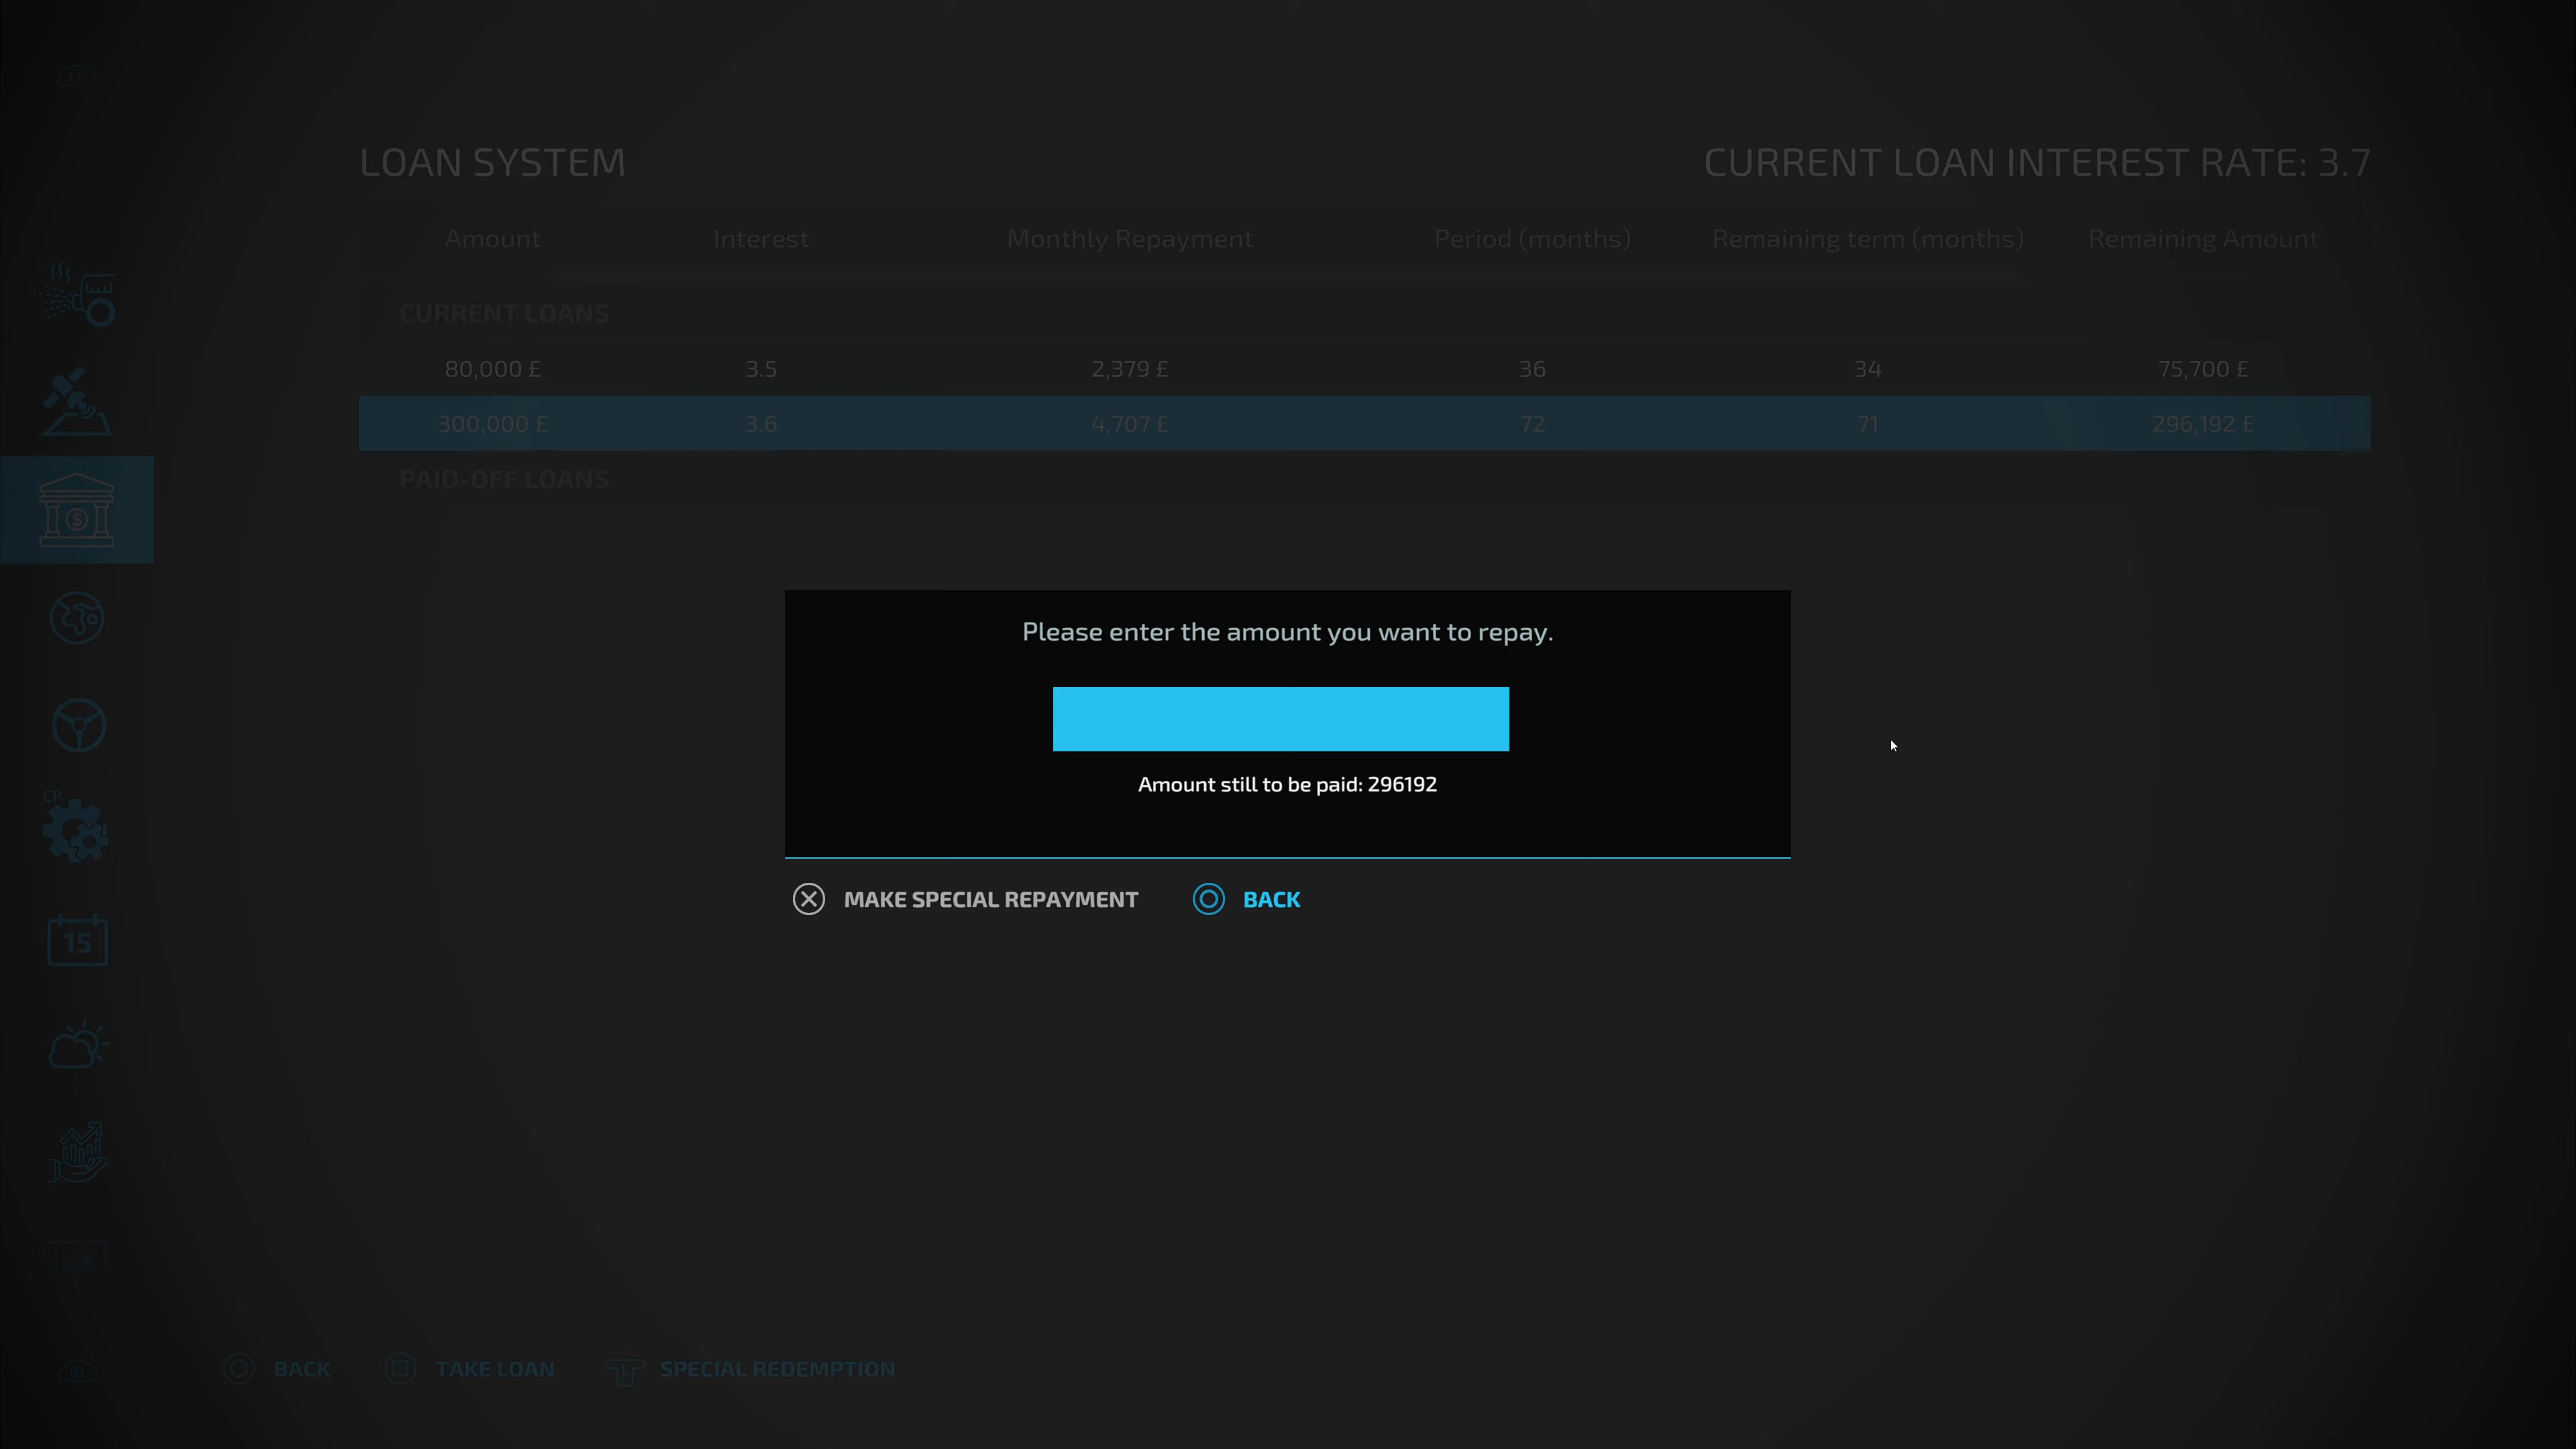 LOAN SYSTEM
CURRENT LOAN INTEREST RATE: 3.7
Amount Interest Monthly Repayment Period (months) Remaining term (months) Remaining Amount
CURRENT LOANS
80,000 £ 3.5 2,379 £ 36 34 75,700 £
300,000 £ 3.6 4,707 £ 72 71 296,192 £
PAID-OFF LOANS
Please enter the amount you want to repay.
Amount still to be paid: 296192
MAKE SPECIAL REPAYMENT
BACK
CP
15
BACK
TAKE LOAN
L
SPECIAL REDEMPTION